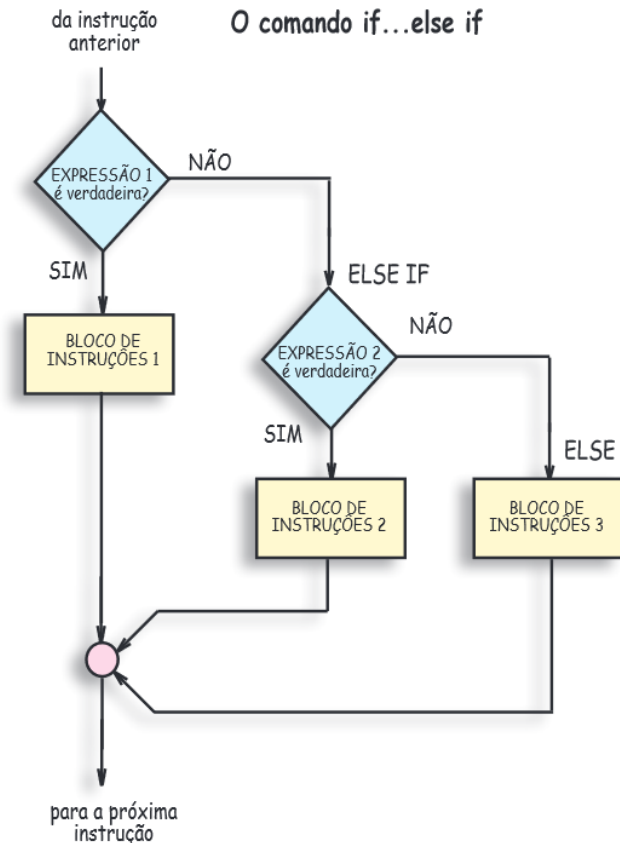 O comando if...else if
da instrução
anterior
EXPRESSÃO 1
é verdadeira?
NÃO
SIM
ELSE IF
BLOCO DE
INSTRUÇÕES 1
EXPRESSÃO 2
é verdadeira?
NÃO
SIM
ELSE
BLOCO DE
INSTRUÇÕES 2
BLOCO DE
INSTRUÇÕES 3
para a próxima
instrução